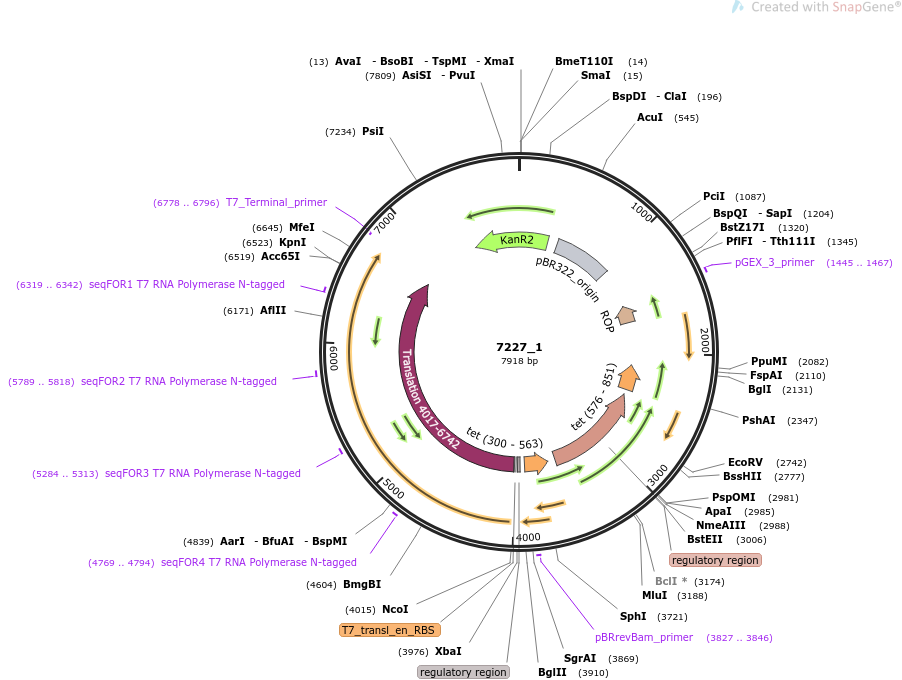 Created with SnapGene®
(13) AvaI - BsoBI - TspMI - XmaI
BmeT110I (14)
(7809) AsiSI - PvuI
SmaI (15)
BspDI - ClaI (196)
AcuI (545)
(7234) PsiI
PciI (1087)
(6778 .. 6796) T7_Terminal_primer
BspQI - SapI (1204)
(6645) MfeI
BstZ17I (1320)
(6523) KpnI
PflFI - Tth111I (1345)
(6519) Acc65I
pGEX_3_primer (1445 .. 1467)
(6319 .. 6342) seqFOR1 T7 RNA Polymerase N-tagged
(6171) AflII
(5789 .. 5818) seqFOR2 T7 RNA Polymerase N-tagged
PpuMI (2082)
FspAI (2110)
BglI (2131)
PshAI (2347)
(5284 .. 5313) seqFOR3 T7 RNA Polymerase N-tagged
EcoRV (2742)
BssHII (2777)
PspOMI (2981)
ApaI (2985)
NmeAIII (2988)
BstEII (3006)
(4839) AarI - BfuAI - BspMI
regulatory region
(4769 .. 4794) seqFOR4 T7 RNA Polymerase N-tagged
BclI * (3174)
MluI (3188)
(4604) BmgBI
(4015) NcoI
SphI (3721)
T7_transl_en_RBS
pBRrevBam_primer (3827 .. 3846)
(3976) XbaI
SgrAI (3869)
regulatory region
BglII (3910)
1000
2000
3000
4000
5000
6000
7000
KanR2
pBR322_origin
ROP
7227_1
7918 bp
tet (576 - 851)
tet (300 - 563)
Translation 4017-6742